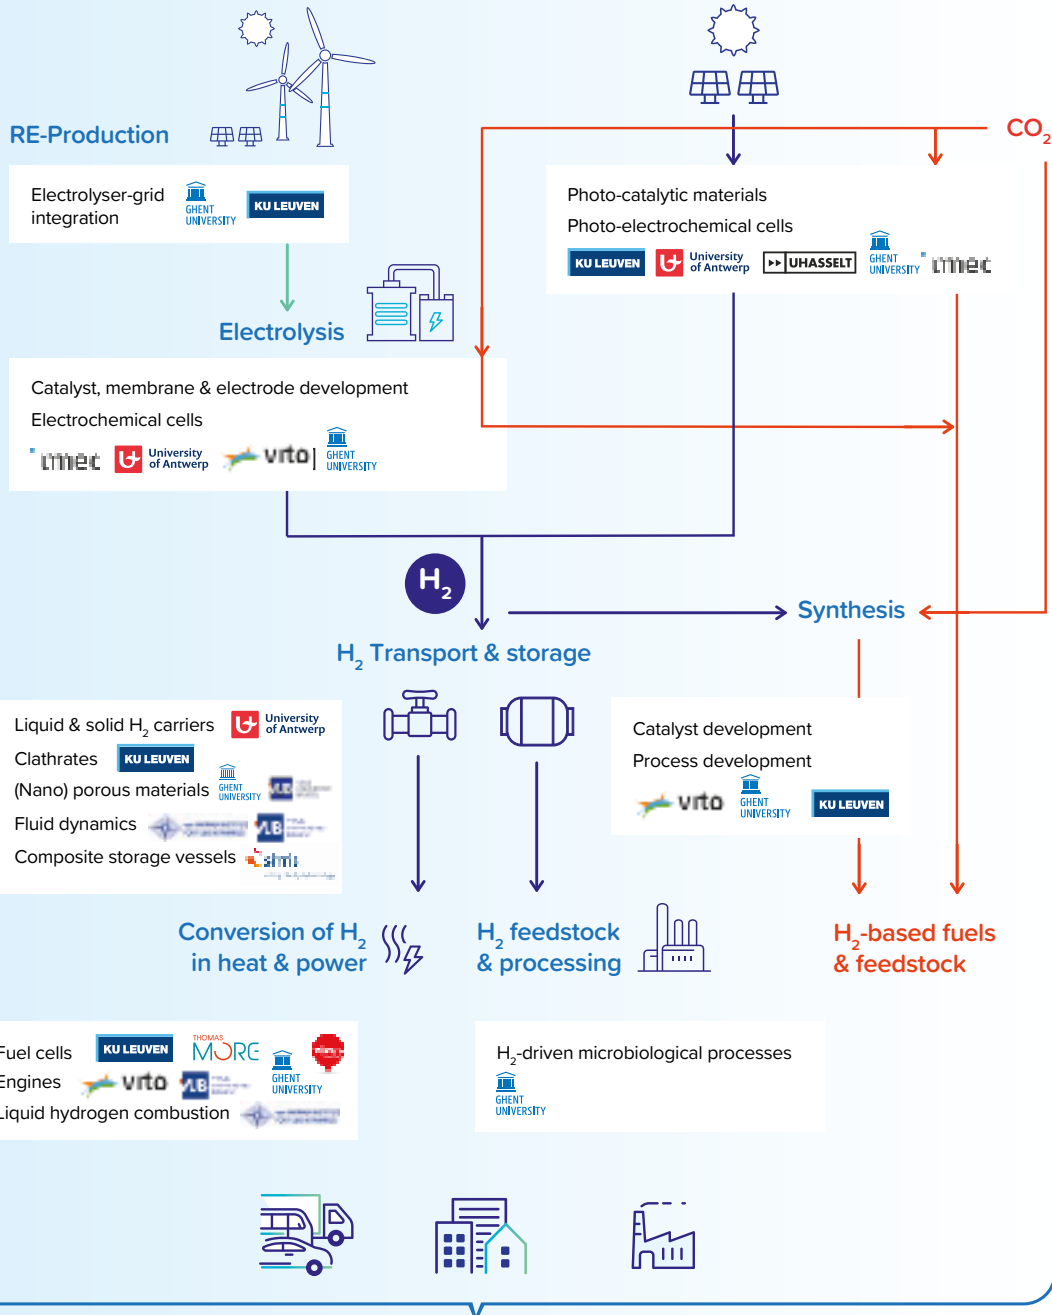 RE-Production
CO2
Electrolyser-grid
integration
GHENT
UNIVERSITY
KU LEUVEN
Photo-catalytic materials
Photo-electrochemical cells
KU LEUVEN
University
of Antwerp
UHASSELT
GHENT
UNIVERSITY
imec
Electrolysis
Catalyst, membrane & electrode development
Electrochemical cells
imec
University
of Antwerp
vito
GHENT
UNIVERSITY
H2
Synthesis
H2 Transport & storage
Liquid & solid H2 carriers
University
of Antwerp
Clathrates
KU LEUVEN
(Nano) porous materials
GHENT
UNIVERSITY
VUB
Fluid dynamics
VUB
Composite storage vessels
Catalyst development
Process development
vito
GHENT
UNIVERSITY
KU LEUVEN
Conversion of H2
in heat & power
H2 feedstock
& processing
H2-based fuels
& feedstock
Fuel cells
KU LEUVEN
THOMAS
MORE
Engines
vito
VUB
GHENT
UNIVERSITY
Liquid hydrogen combustion
H2-driven microbiological processes
GHENT
UNIVERSITY